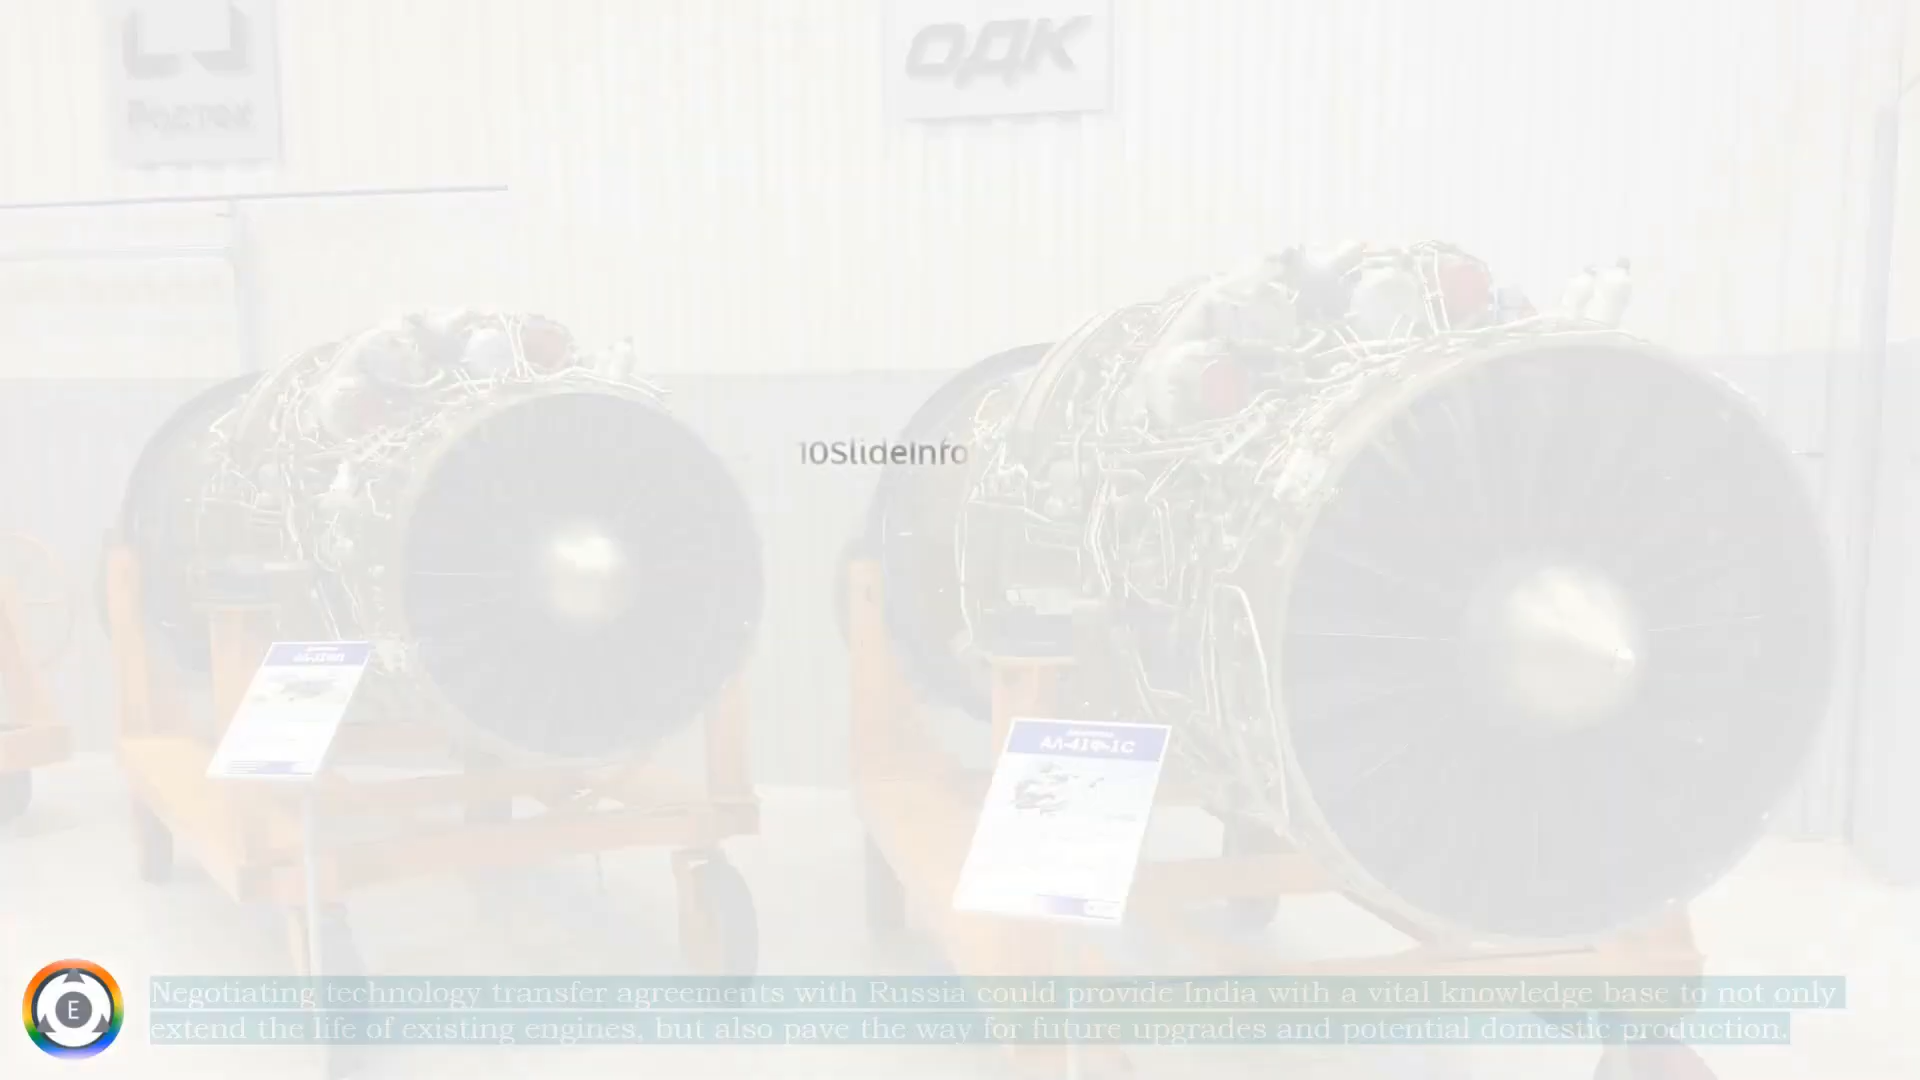 Ростех
ОДК
10SlideInfo
АЛ-41Ф-1С
E
Negotiating technology transfer agreements with Russia could provide India with a vital knowledge base to not only
extend the life of existing engines, but also pave the way for future upgrades and potential domestic production.